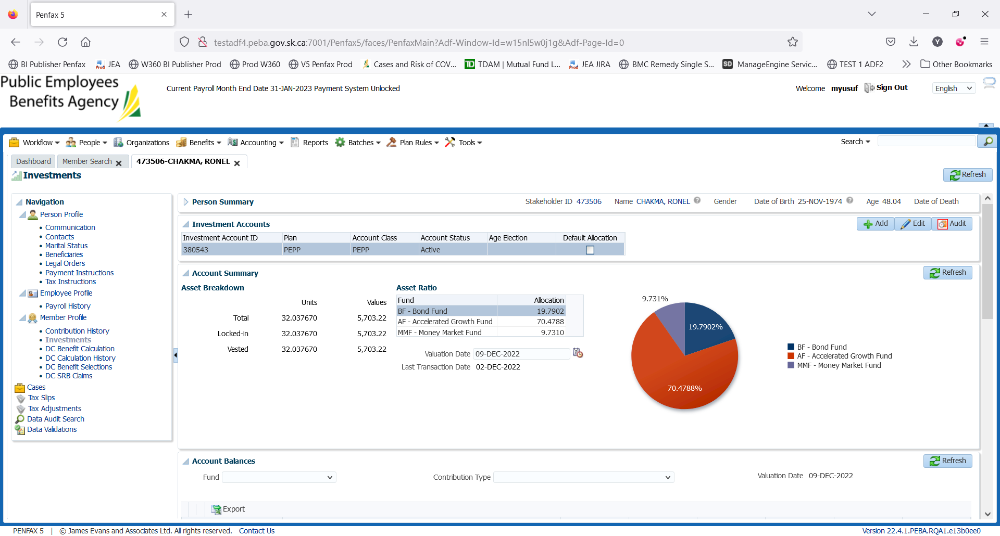 Penfax 5
testadf4.peba.gov.sk.ca:7001/Penfax5/faces/PenfaxMain?Adf-Window-Id=w15nl5w0j1g&Adf-Page-Id=0
Y
BI Publisher Penfax JEA W360 BI Publisher Prod Prod W360 V5 Penfax Prod Cases and Risk of COV... TDAM | Mutual Fund L... JEA JIRA BMC Remedy Single S... ManageEngine Servic... TEST 1 ADF2 Other Bookmarks
Public Employees
Benefits Agency
Current Payroll Month End Date 31-JAN-2023 Payment System Unlocked
Welcome myusuf Sign Out English
Workflow People Organizations Benefits Accounting Reports Batches Plan Rules Tools Search
Dashboard Member Search 473506-CHAKMA, RONEL
Investments Refresh
Navigation
Person Profile
Communication
Contacts
Marital Status
Beneficiaries
Legal Orders
Payment Instructions
Tax Instructions
Employee Profile
Payroll History
Member Profile
Contribution History
Investments
DC Benefit Calculation
DC Calculation History
DC Benefit Selections
DC SRB Claims
Cases
Tax Slips
Tax Adjustments
Data Audit Search
Data Validations
Person Summary Stakeholder ID 473506 Name CHAKMA, RONEL Gender Date of Birth 25-NOV-1974 Age 48.04 Date of Death
Investment Accounts Add Edit Audit
Investment Account ID Plan Account Class Account Status Age Election Default Allocation
380543 PEPP PEPP Active
Account Summary Refresh
Asset Breakdown
Units Values
Total 32.037670 5,703.22
Locked-in 32.037670 5,703.22
Vested 32.037670 5,703.22
Asset Ratio
Fund Allocation
BF - Bond Fund 19.7902
AF - Accelerated Growth Fund 70.4788
MMF - Money Market Fund 9.7310
Valuation Date 09-DEC-2022
Last Transaction Date 02-DEC-2022
9.731%
19.7902%
70.4788%
BF - Bond Fund
AF - Accelerated Growth Fund
MMF - Money Market Fund
Account Balances Refresh
Fund Contribution Type Valuation Date 09-DEC-2022
Export
PENFAX 5 | © James Evans and Associates Ltd. All rights reserved. Contact Us Version 22.4.1.PEBA.RQA1.e13b0ee0